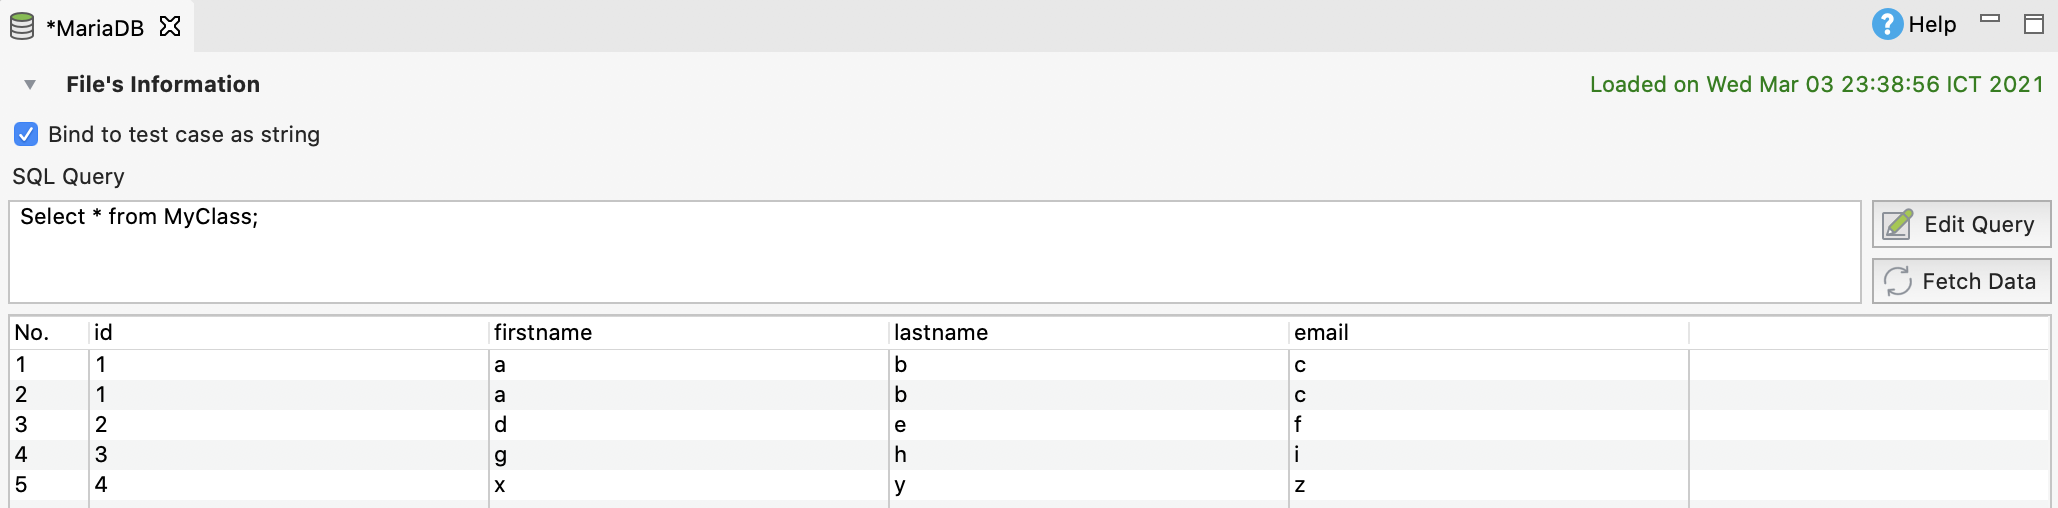 *MariaDB
Help
File's Information
Loaded on Wed Mar 03 23:38:56 ICT 2021
Bind to test case as string
SQL Query
Select * from MyClass;
Edit Query
Fetch Data
No. id firstname lastname email
1 1 a b c
2 1 a b c
3 2 d e f
4 3 g h i
5 4 x y z